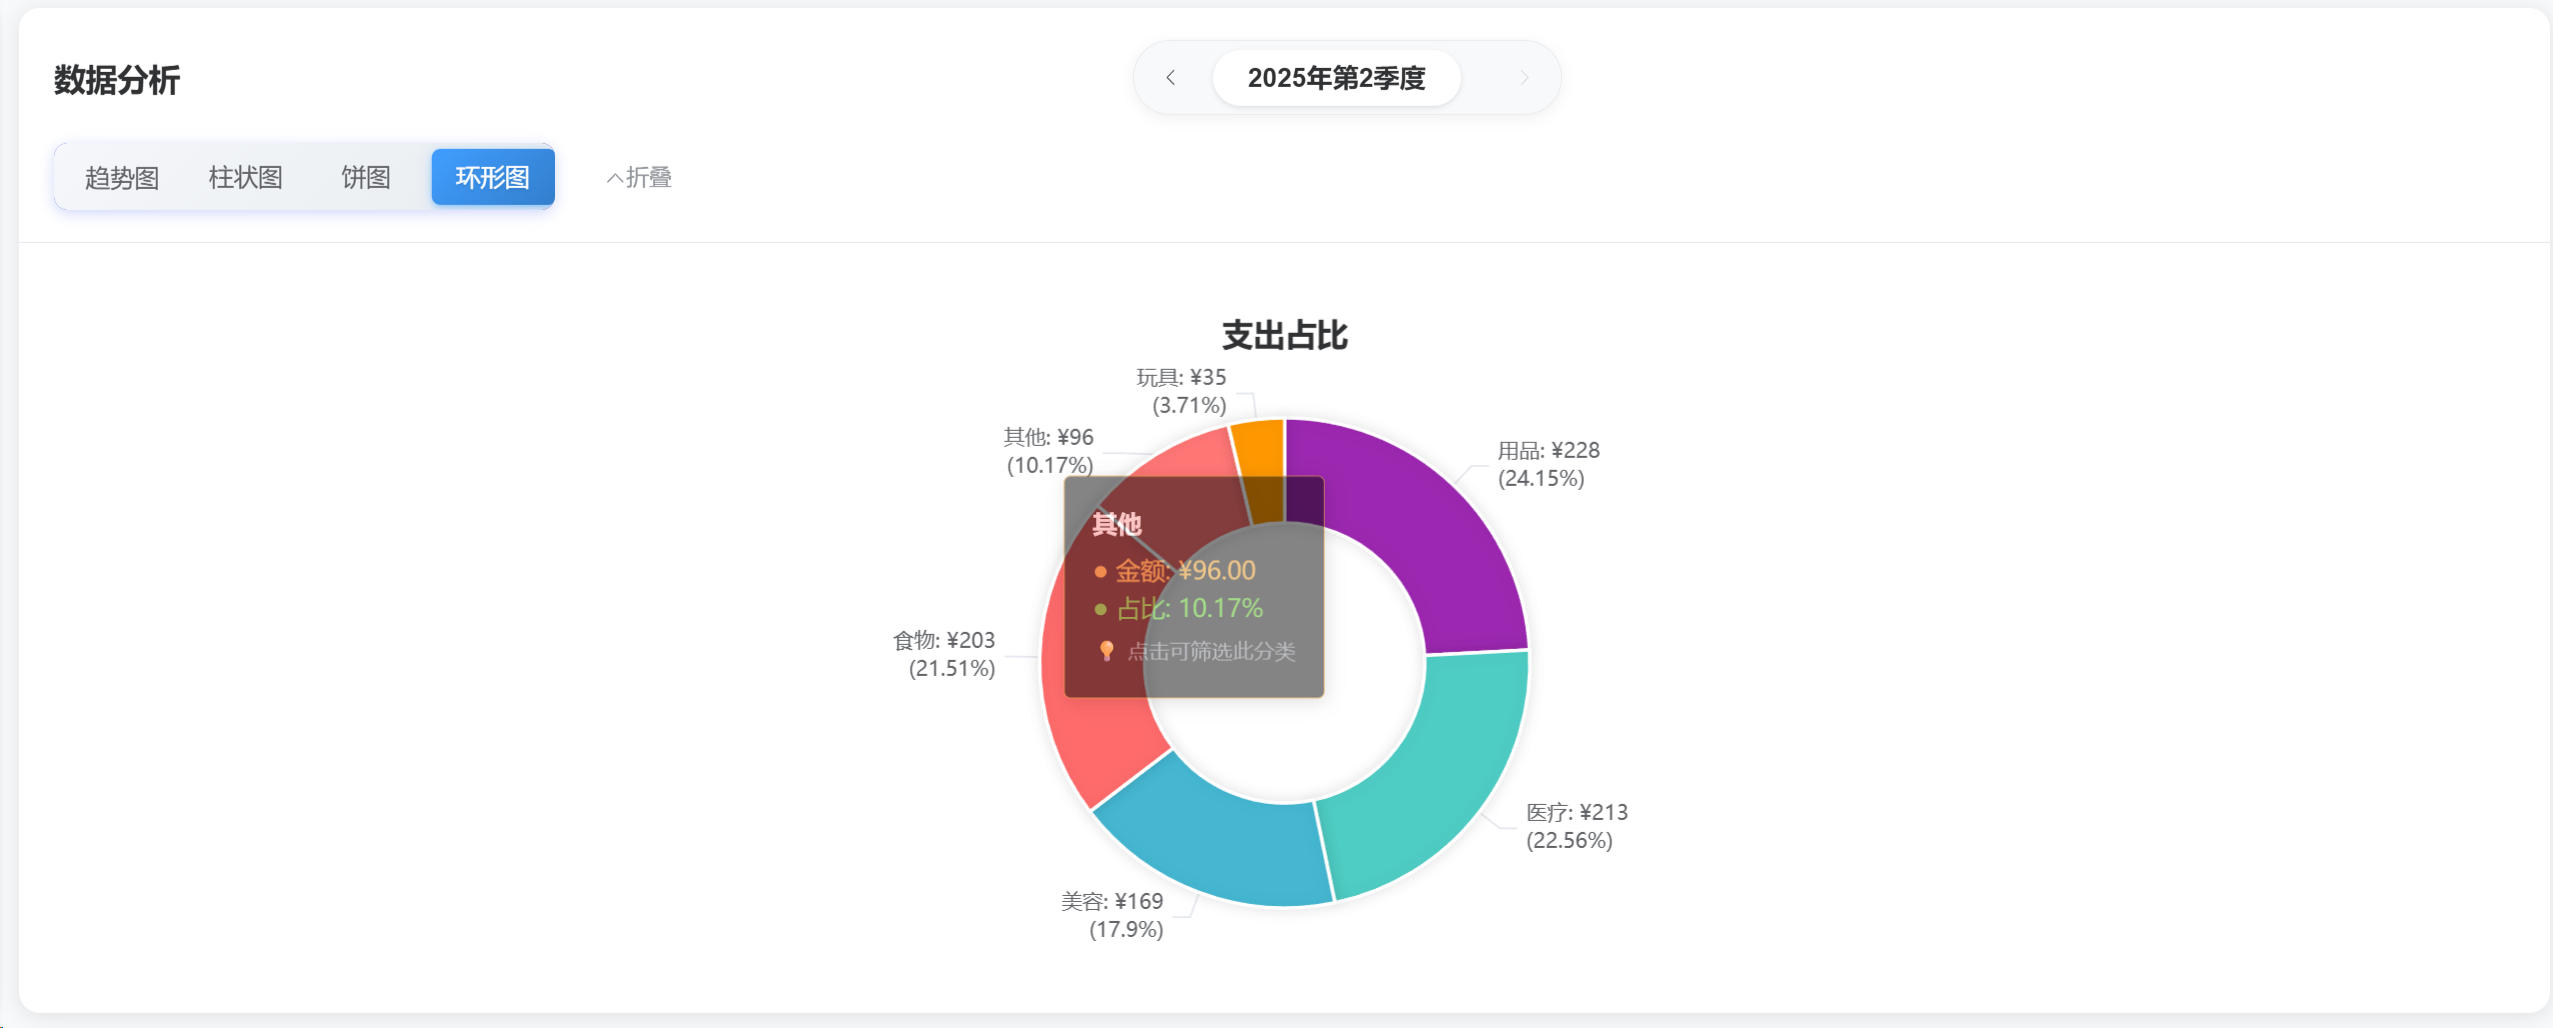 数据分析
2025年第2季度
趋势图
柱状图
饼图
环形图
折叠
支出占比
玩具: ¥35
(3.71%)
其他: ¥96
(10.17%)
用品: ¥228
(24.15%)
其他
金额: ¥96.00
占比: 10.17%
点击可筛选此分类
食物: ¥203
(21.51%)
医疗: ¥213
(22.56%)
美容: ¥169
(17.9%)